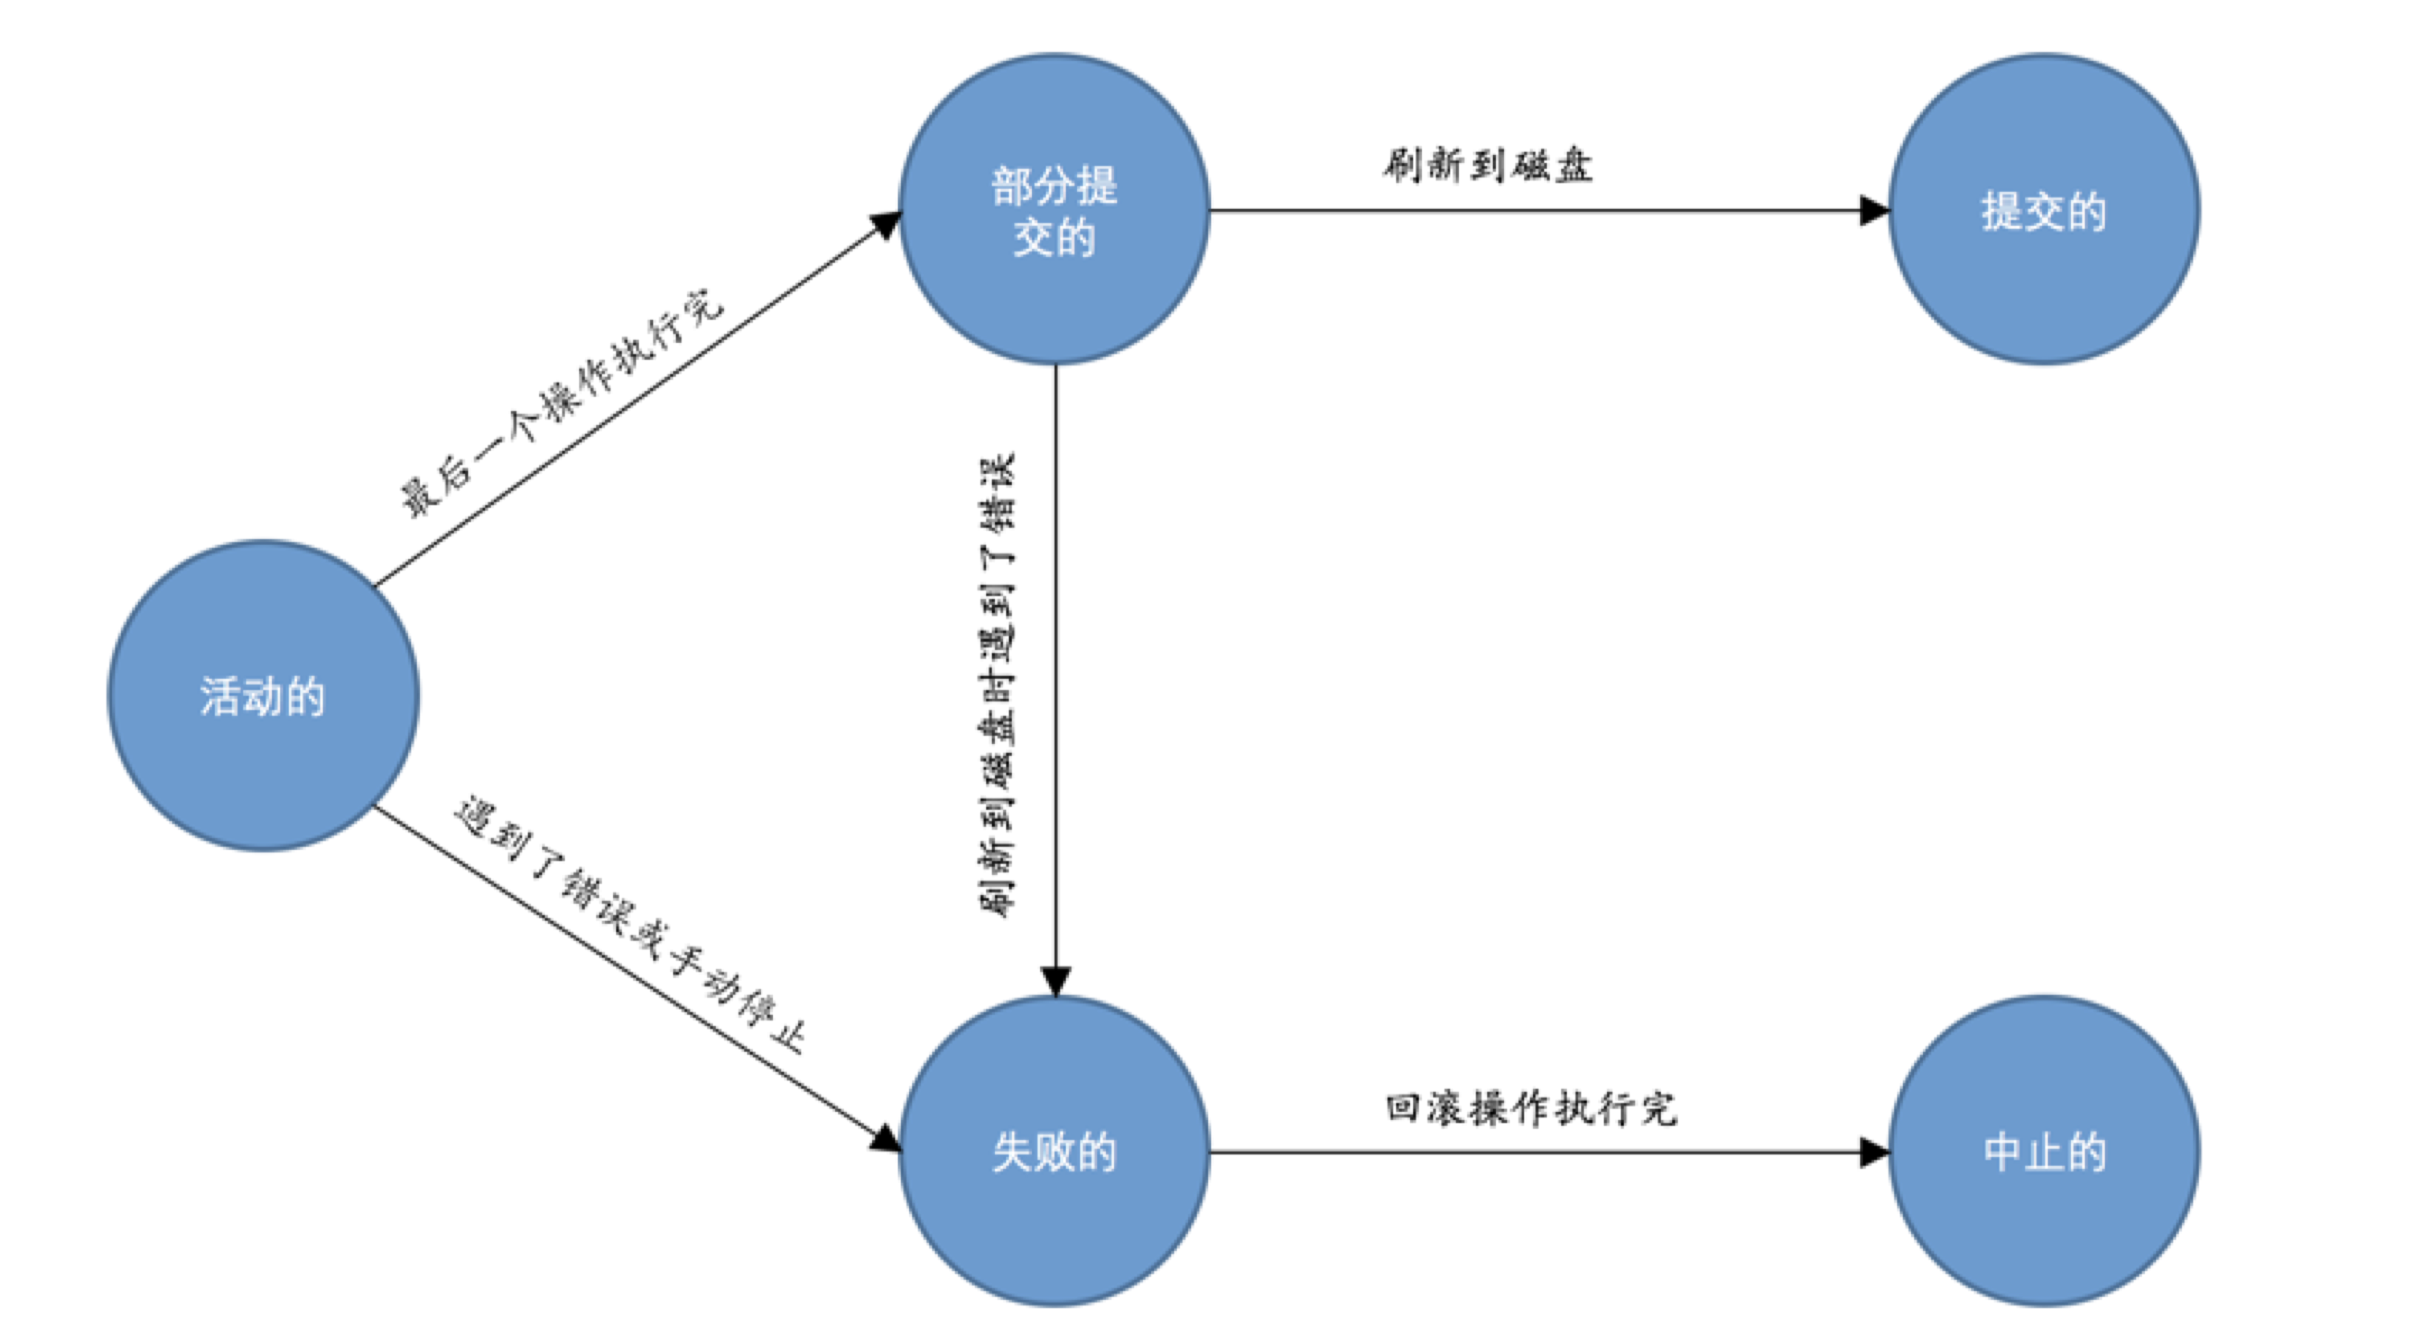 部分提
交的
刷新到磁盘
提交的
最后一个操作执行完
刷新到磁盘时遇到了错误
活动的
遇到了错误或手动停止
失败的
回滚操作执行完
中止的